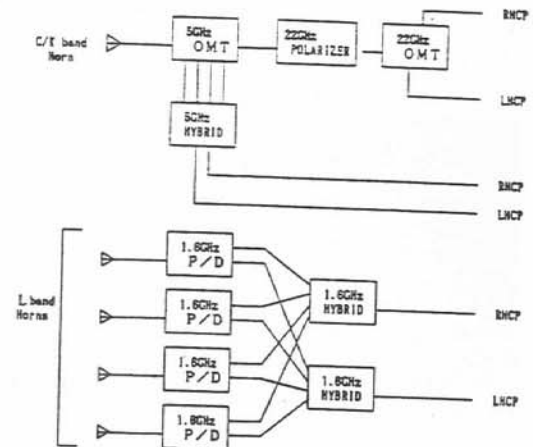 RHCP
C/K band
Horn
5GHz
OMT
22GHz
POLARIZER
22GHz
OMT
LHCP
5GHz
HYBRID
RHCP
LHCP
L band
Horns
1.6GHz
P/D
1.6GHz
P/D
1.6GHz
P/D
1.6GHz
P/D
1.6GHz
HYBRID
RHCP
1.6GHz
HYBRID
LHCP